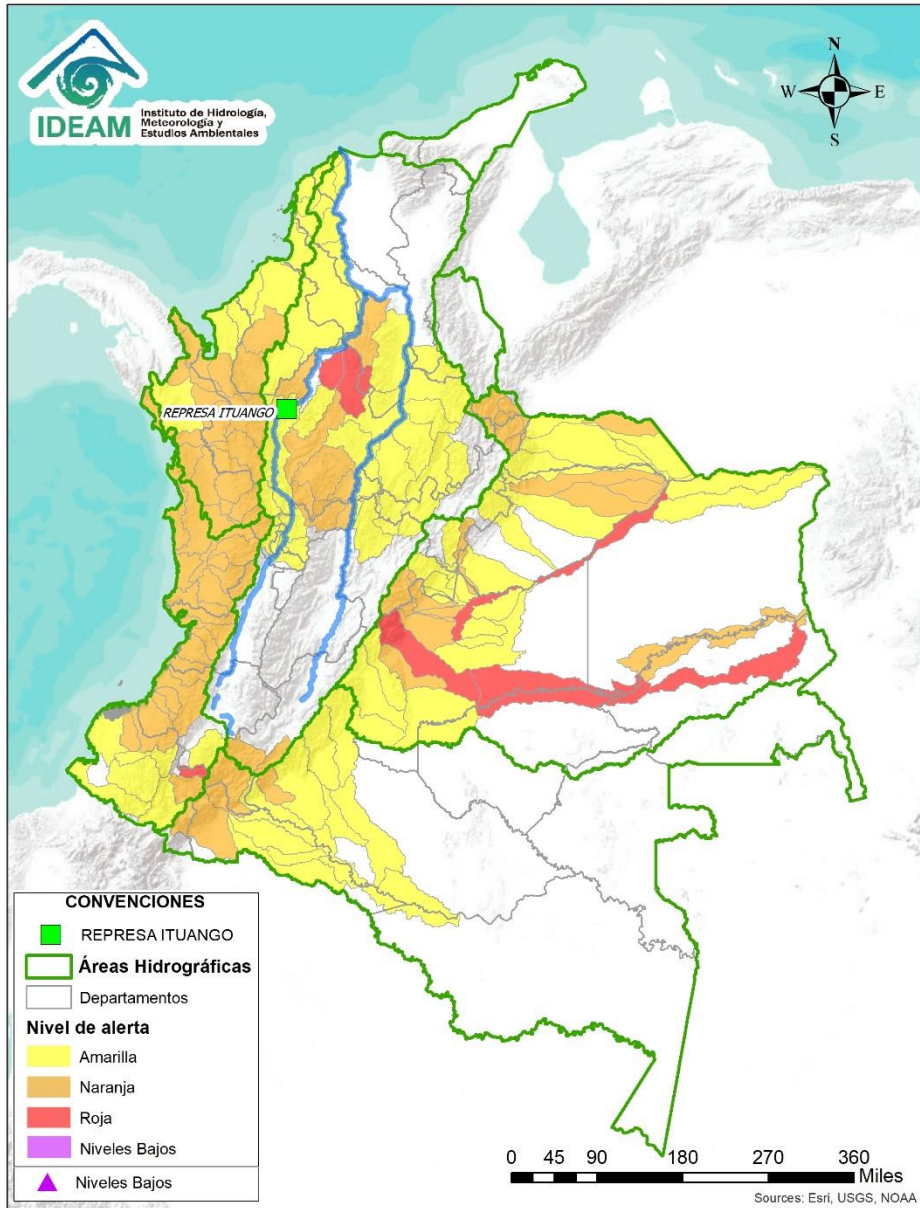 IDEAM
Instituto de Hidrología,
Meteorología y
Estudios Ambientales
N
W
E
S
REPRESA ITUANGO
CONVENCIONES
REPRESA ITUANGO
Áreas Hidrográficas
Departamentos
Nivel de alerta
Amarilla
Naranja
Roja
Niveles Bajos
Niveles Bajos
0 45 90 180 270 360
Miles
Sources: Esri, USGS, NOAA